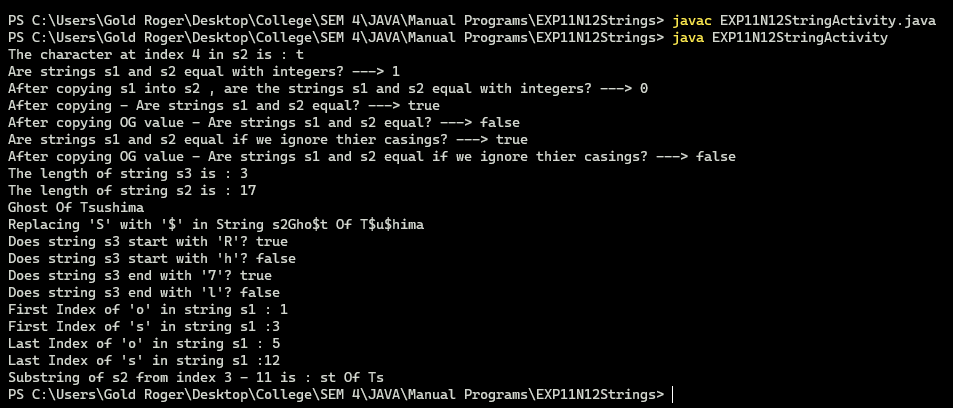 PS C:\Users\Gold Roger\Desktop\College\SEM 4\JAVA\Manual Programs\EXP11N12Strings> javac EXP11N12StringActivity.java
PS C:\Users\Gold Roger\Desktop\College\SEM 4\JAVA\Manual Programs\EXP11N12Strings> java EXP11N12StringActivity
The character at index 4 in s2 is : t
Are strings s1 and s2 equal with integers? ---> 1
After copying s1 into s2 , are the strings s1 and s2 equal with integers? ---> 0
After copying - Are strings s1 and s2 equal? ---> true
After copying OG value - Are strings s1 and s2 equal? ---> false
Are strings s1 and s2 equal if we ignore thier casings? ---> true
After copying OG value - Are strings s1 and s2 equal if we ignore thier casings? ---> false
The length of string s3 is : 3
The length of string s2 is : 17
Ghost Of Tsushima
Replacing 'S' with '$' in String s2Gho$t Of T$u$hima
Does string s3 start with 'R'? true
Does string s3 start with 'h'? false
Does string s3 end with '7'? true
Does string s3 end with 'l'? false
First Index of 'o' in string s1 : 1
First Index of 's' in string s1 :3
Last Index of 'o' in string s1 : 5
Last Index of 's' in string s1 :12
Substring of s2 from index 3 - 11 is : st Of Ts
PS C:\Users\Gold Roger\Desktop\College\SEM 4\JAVA\Manual Programs\EXP11N12Strings>